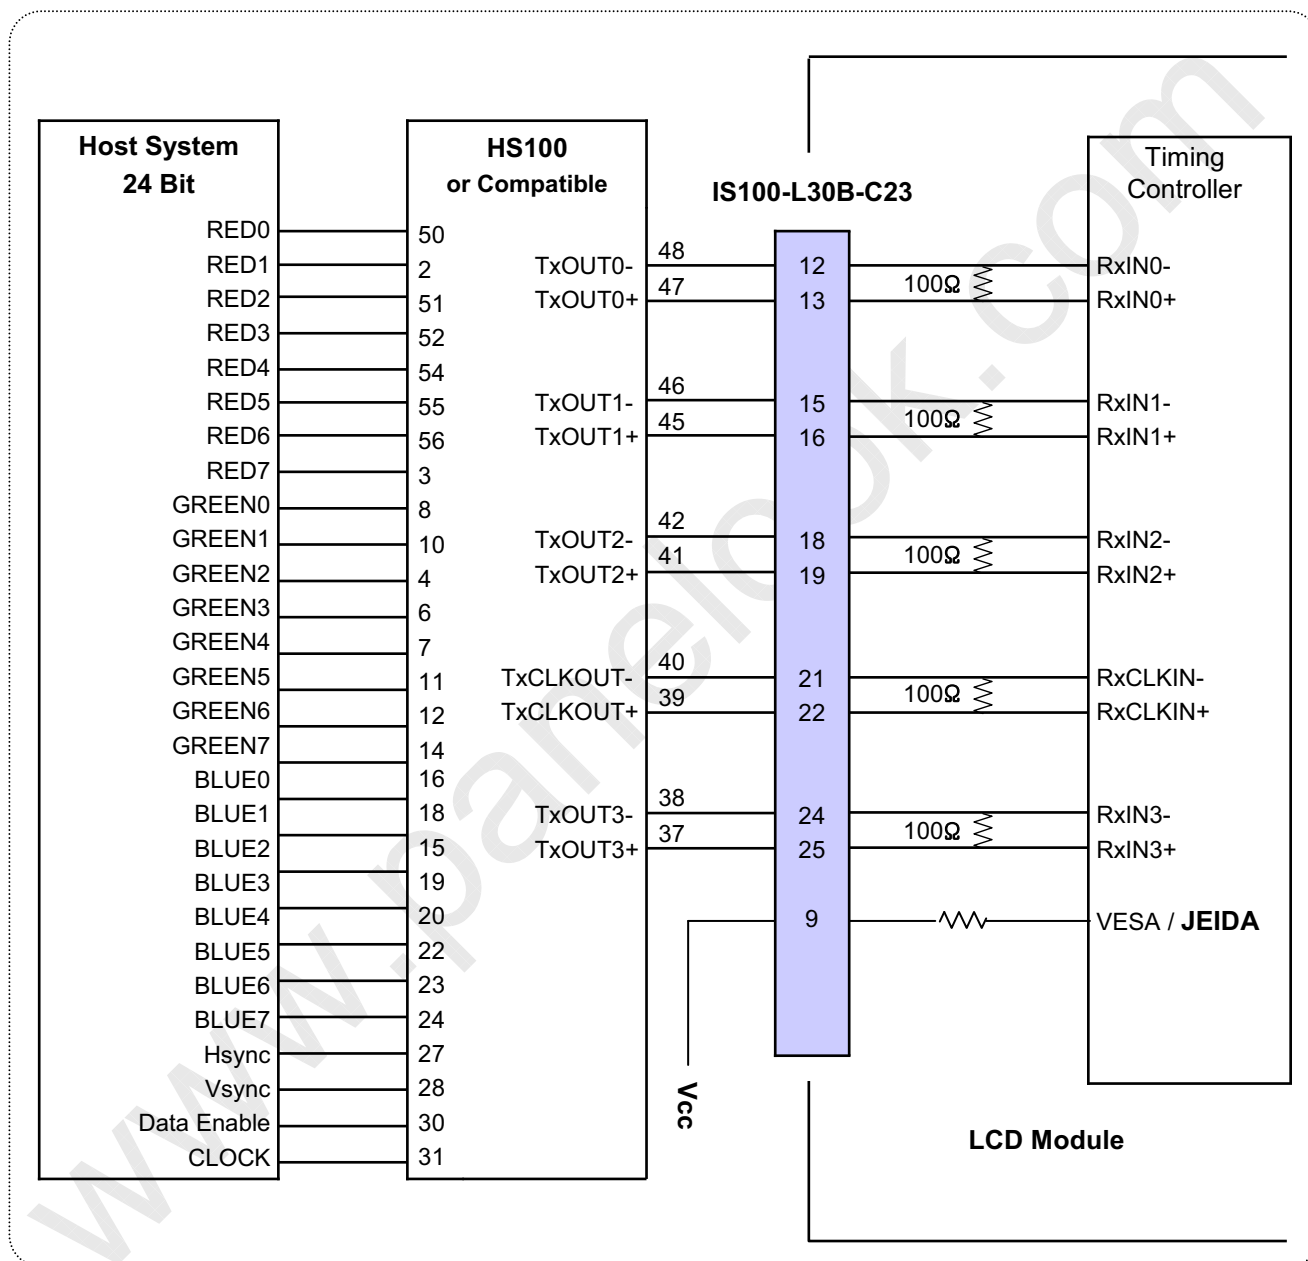 Host System
24 Bit
RED0
RED1
RED2
RED3
RED4
RED5
RED6
RED7
GREEN0
GREEN1
GREEN2
GREEN3
GREEN4
GREEN5
GREEN6
GREEN7
BLUE0
BLUE1
BLUE2
BLUE3
BLUE4
BLUE5
BLUE6
BLUE7
Hsync
Vsync
Data Enable
CLOCK
HS100
or Compatible
50
2
51
52
54
55
56
3
8
10
4
6
7
11
12
14
16
18
15
19
20
22
23
24
27
28
30
31
TxOUT0-
TxOUT0+
TxOUT1-
TxOUT1+
TxOUT2-
TxOUT2+
TxCLKOUT-
TxCLKOUT+
TxOUT3-
TxOUT3+
48
47
46
45
42
41
40
39
38
37
Vcc
IS100-L30B-C23
12
13
15
16
18
19
21
22
24
25
9
100Ω
100Ω
100Ω
100Ω
100Ω
Timing
Controller
RxIN0-
RxIN0+
RxIN1-
RxIN1+
RxIN2-
RxIN2+
RxCLKIN-
RxCLKIN+
RxIN3-
RxIN3+
VESA / JEIDA
LCD Module
www.panelook.com